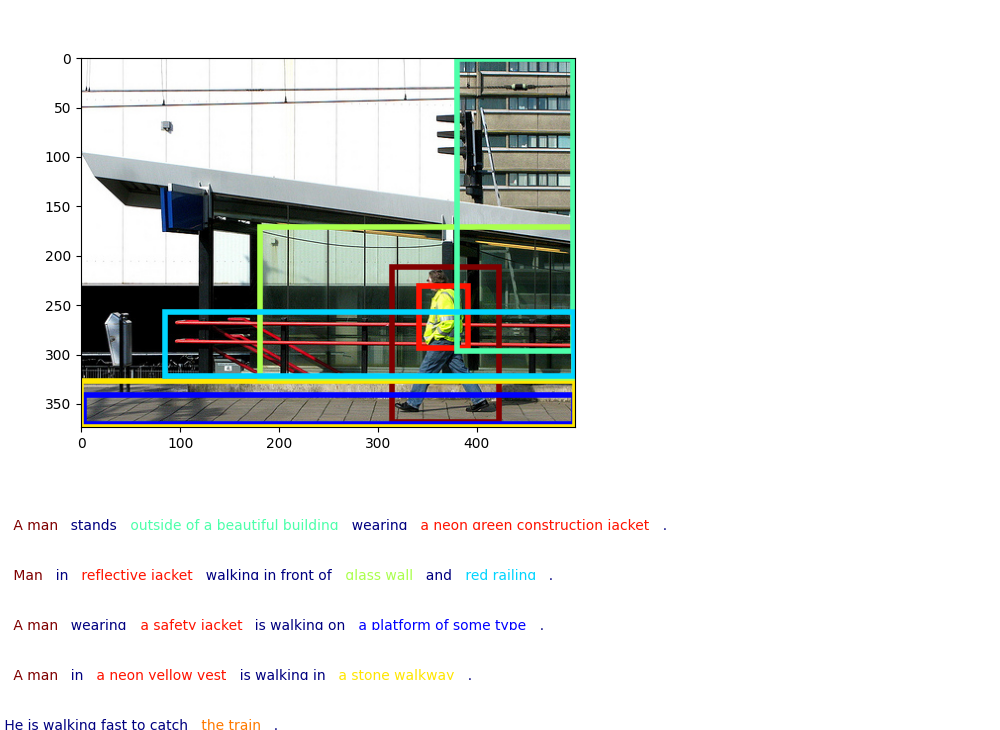 0
50
100
150
200
250
300
350
0 100 200 300 400
A man stands outside of a beautiful building wearing a neon green construction jacket .
Man in reflective jacket walking in front of glass wall and red railing .
A man wearing a safety jacket is walking on a platform of some type .
A man in a neon yellow vest is walking in a stone walkway .
He is walking fast to catch the train .